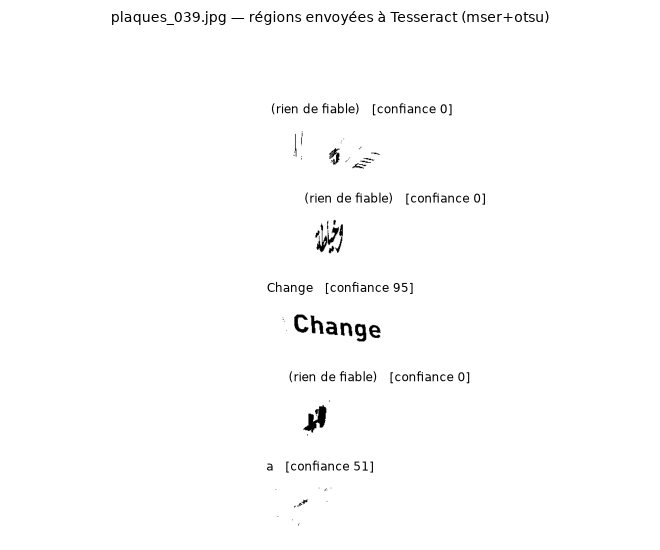 plaques_039.jpg — régions envoyées à Tesseract (mser+otsu)
(rien de fiable)   [confiance 0]
(rien de fiable)   [confiance 0]
وخياطة
Change   [confiance 95]
Change
(rien de fiable)   [confiance 0]
a   [confiance 51]